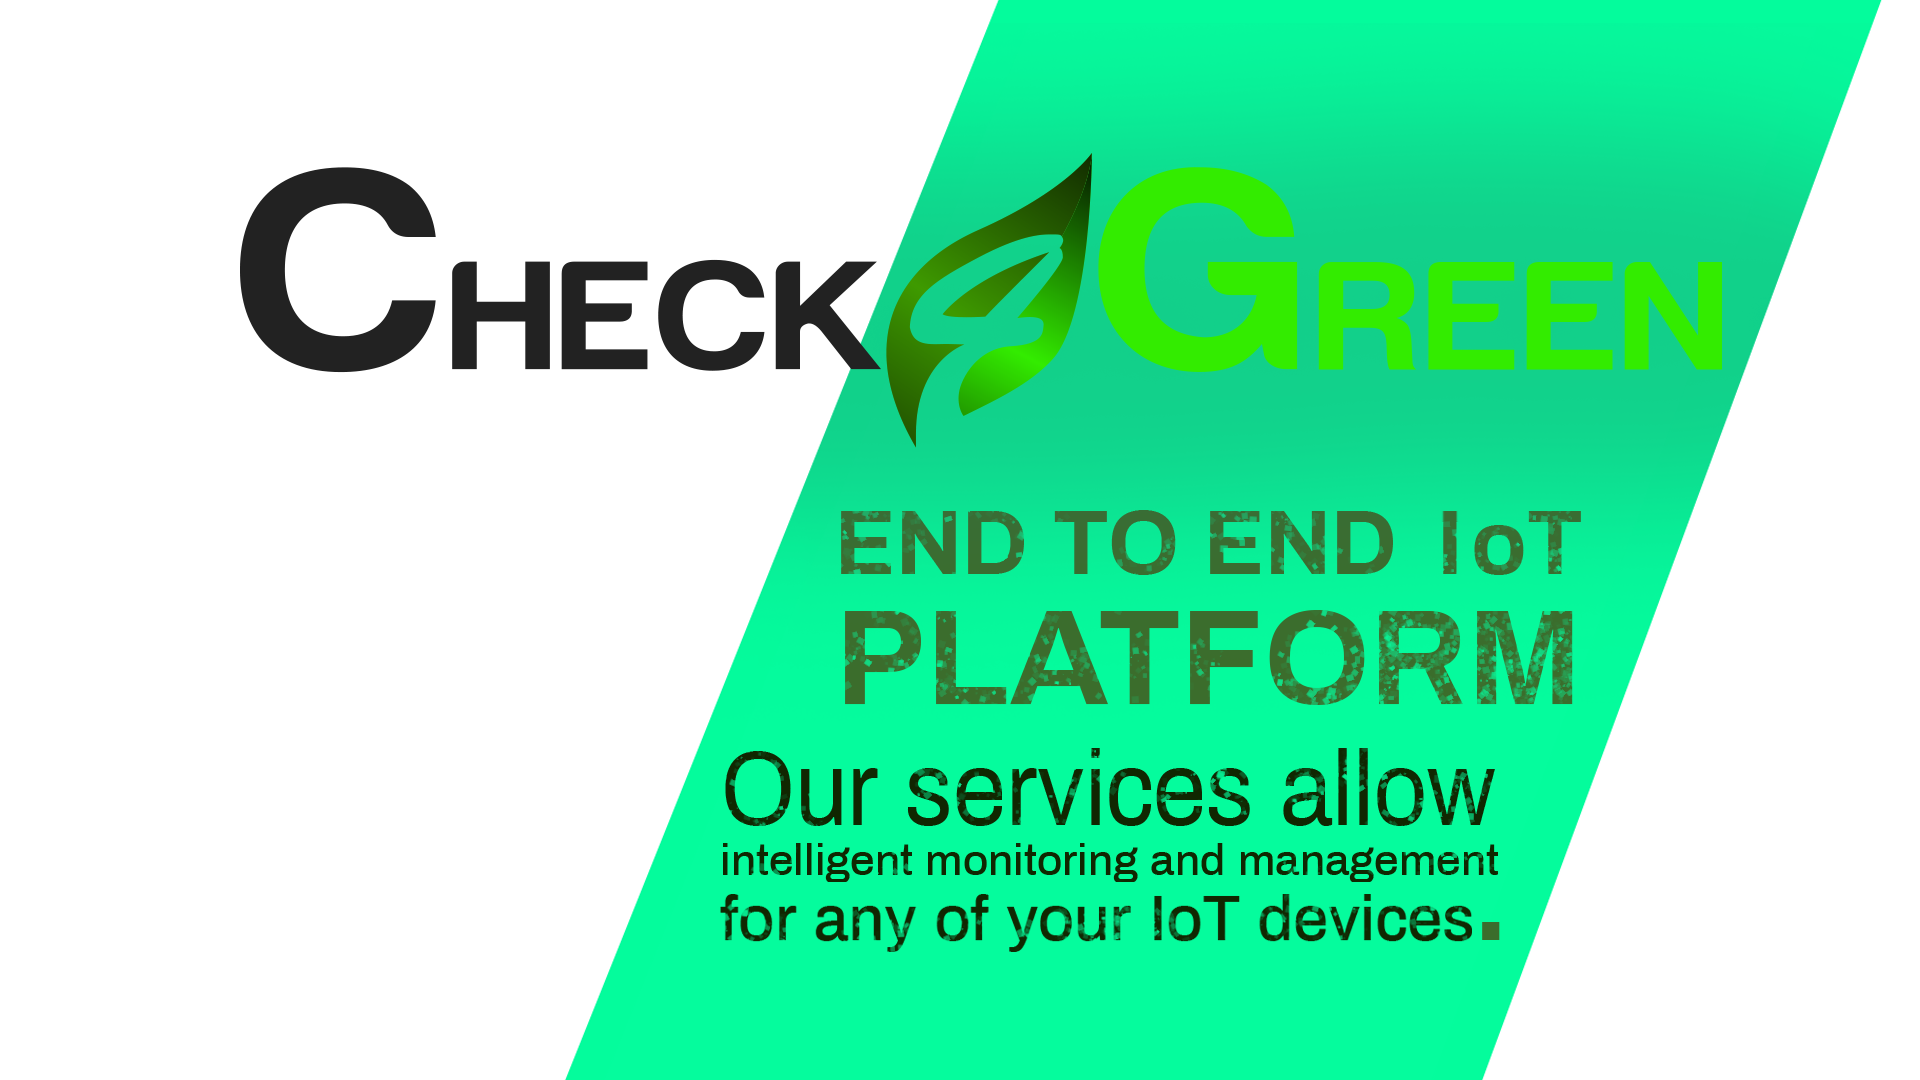 Check4Green
END TO END IoT
PLATFORM
Our services allow
intelligent monitoring and management
for any of your IoT devices.